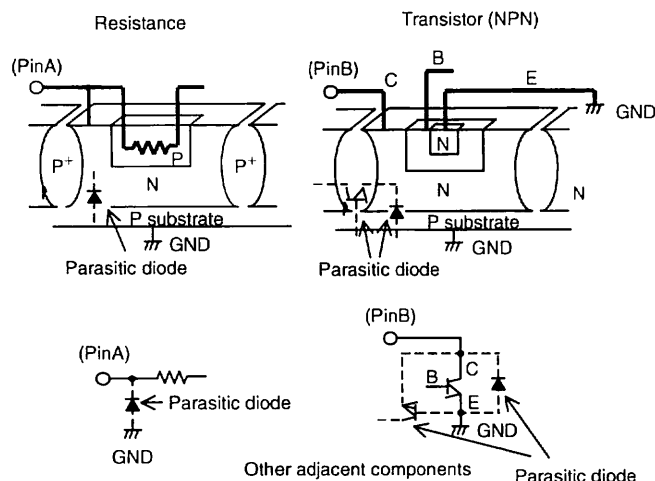 Resistance
Transistor (NPN)
(PinA)
(PinB)
C
B
E
GND
P+
N
P
P+
P substrate
GND
Parasitic diode
N
N
N
P substrate
GND
Parasitic diode
(PinA)
Parasitic diode
GND
(PinB)
C
B
E
GND
Other adjacent components
Parasitic diode